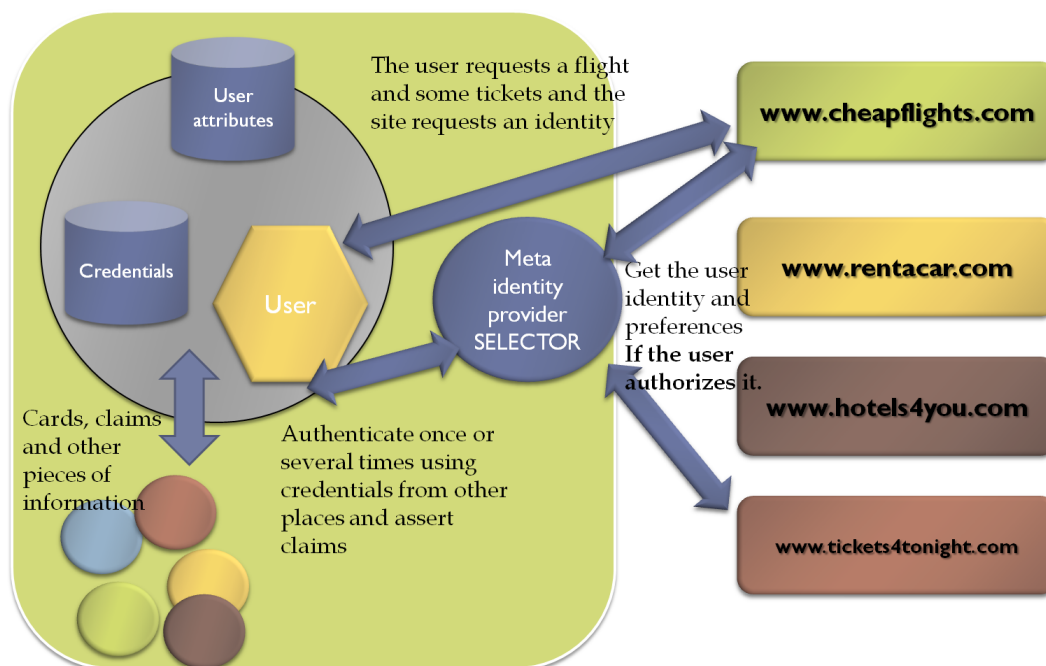 User
attributes
The user requests a flight
and some tickets and the
site requests an identity
www.cheapflights.com
Credentials
User
Meta
identity
provider
SELECTOR
Get the user
identity and
preferences
If the user
authorizes it.
www.rentacar.com
www.hotels4you.com
www.tickets4tonight.com
Cards, claims
and other
pieces of
information
Authenticate once or
several times using
credentials from other
places and assert
claims